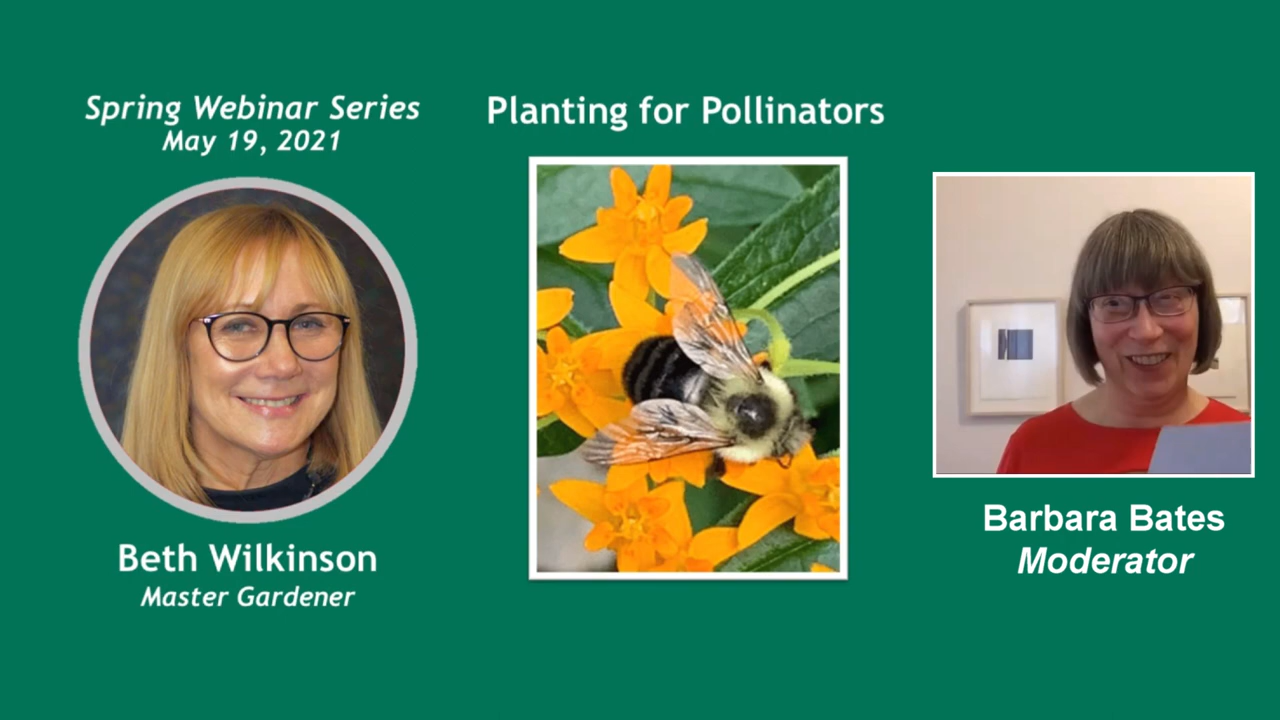 Spring Webinar Series
May 19, 2021
Planting for Pollinators
Beth Wilkinson
Master Gardener
Barbara Bates
Moderator